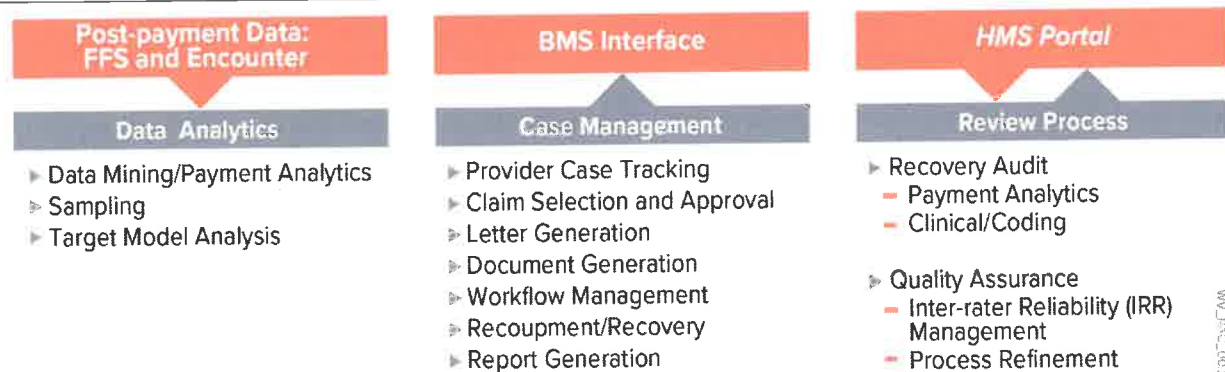 Post-payment Data:
FFS and Encounter
Data Analytics
Data Mining/Payment Analytics
Sampling
Target Model Analysis
BMS Interface
Case Management
Provider Case Tracking
Claim Selection and Approval
Letter Generation
Document Generation
Workflow Management
Recoupment/Recovery
Report Generation
HMS Portal
Review Process
Recovery Audit
Payment Analytics
Clinical/Coding
Quality Assurance
Inter-rater Reliability (IRR)
Management
Process Refinement